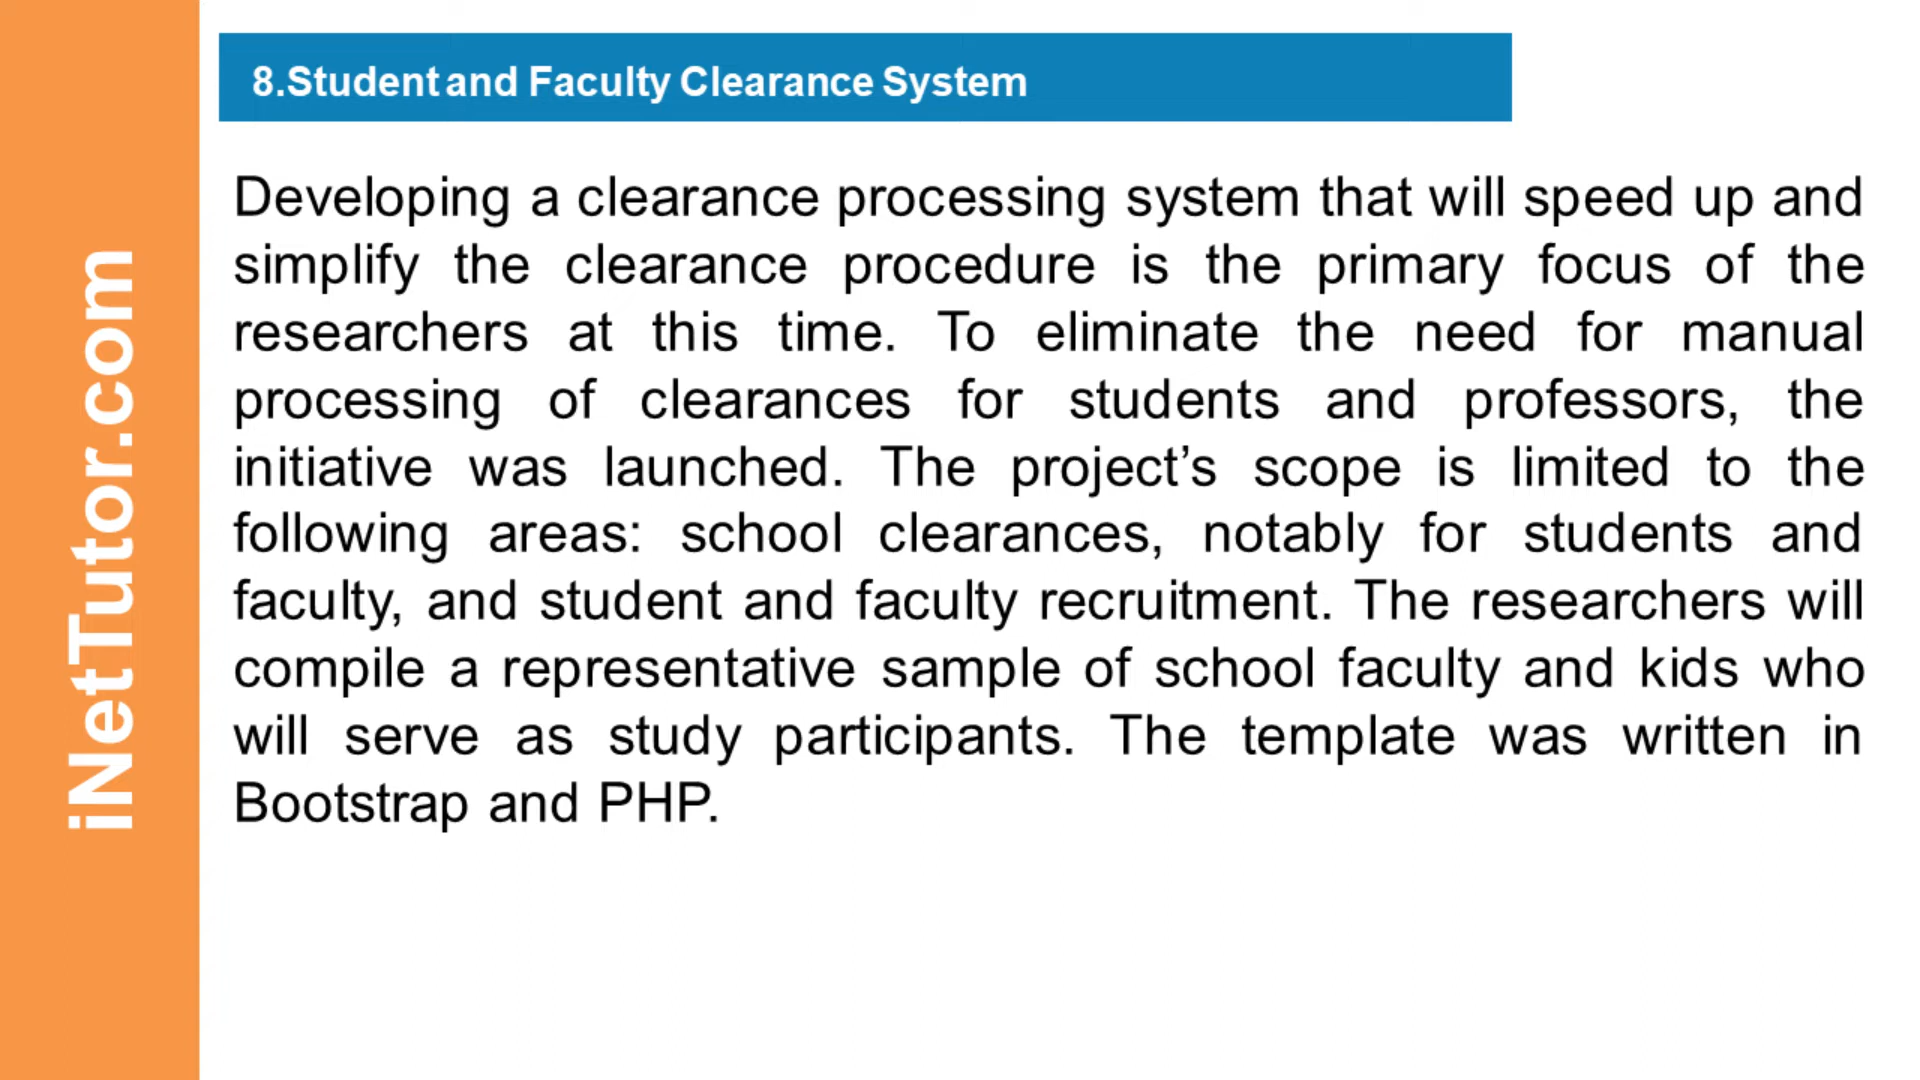 8.Student and Faculty Clearance System
Developing a clearance processing system that will speed up and
simplify the clearance procedure is the primary focus of the
researchers at this time. To eliminate the need for manual
processing of clearances for students and professors, the
initiative was launched. The project’s scope is limited to the
following areas: school clearances, notably for students and
faculty, and student and faculty recruitment. The researchers will
compile a representative sample of school faculty and kids who
will serve as study participants. The template was written in
Bootstrap and PHP.
iNetTutor.com